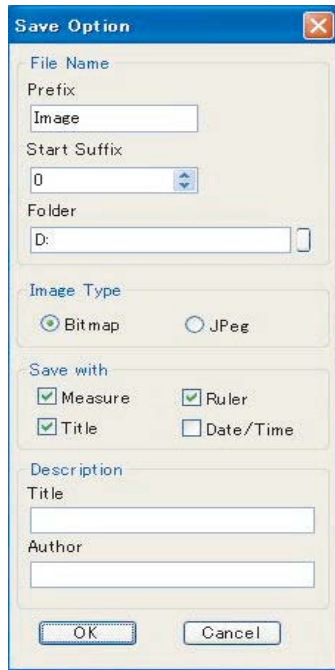 Save Option
File Name
Prefix
Image
Start Suffix
0
Folder
D:
Image Type
Bitmap JPeg
Save with
Measure Ruler
Title Date/Time
Description
Title
Author
OK Cancel